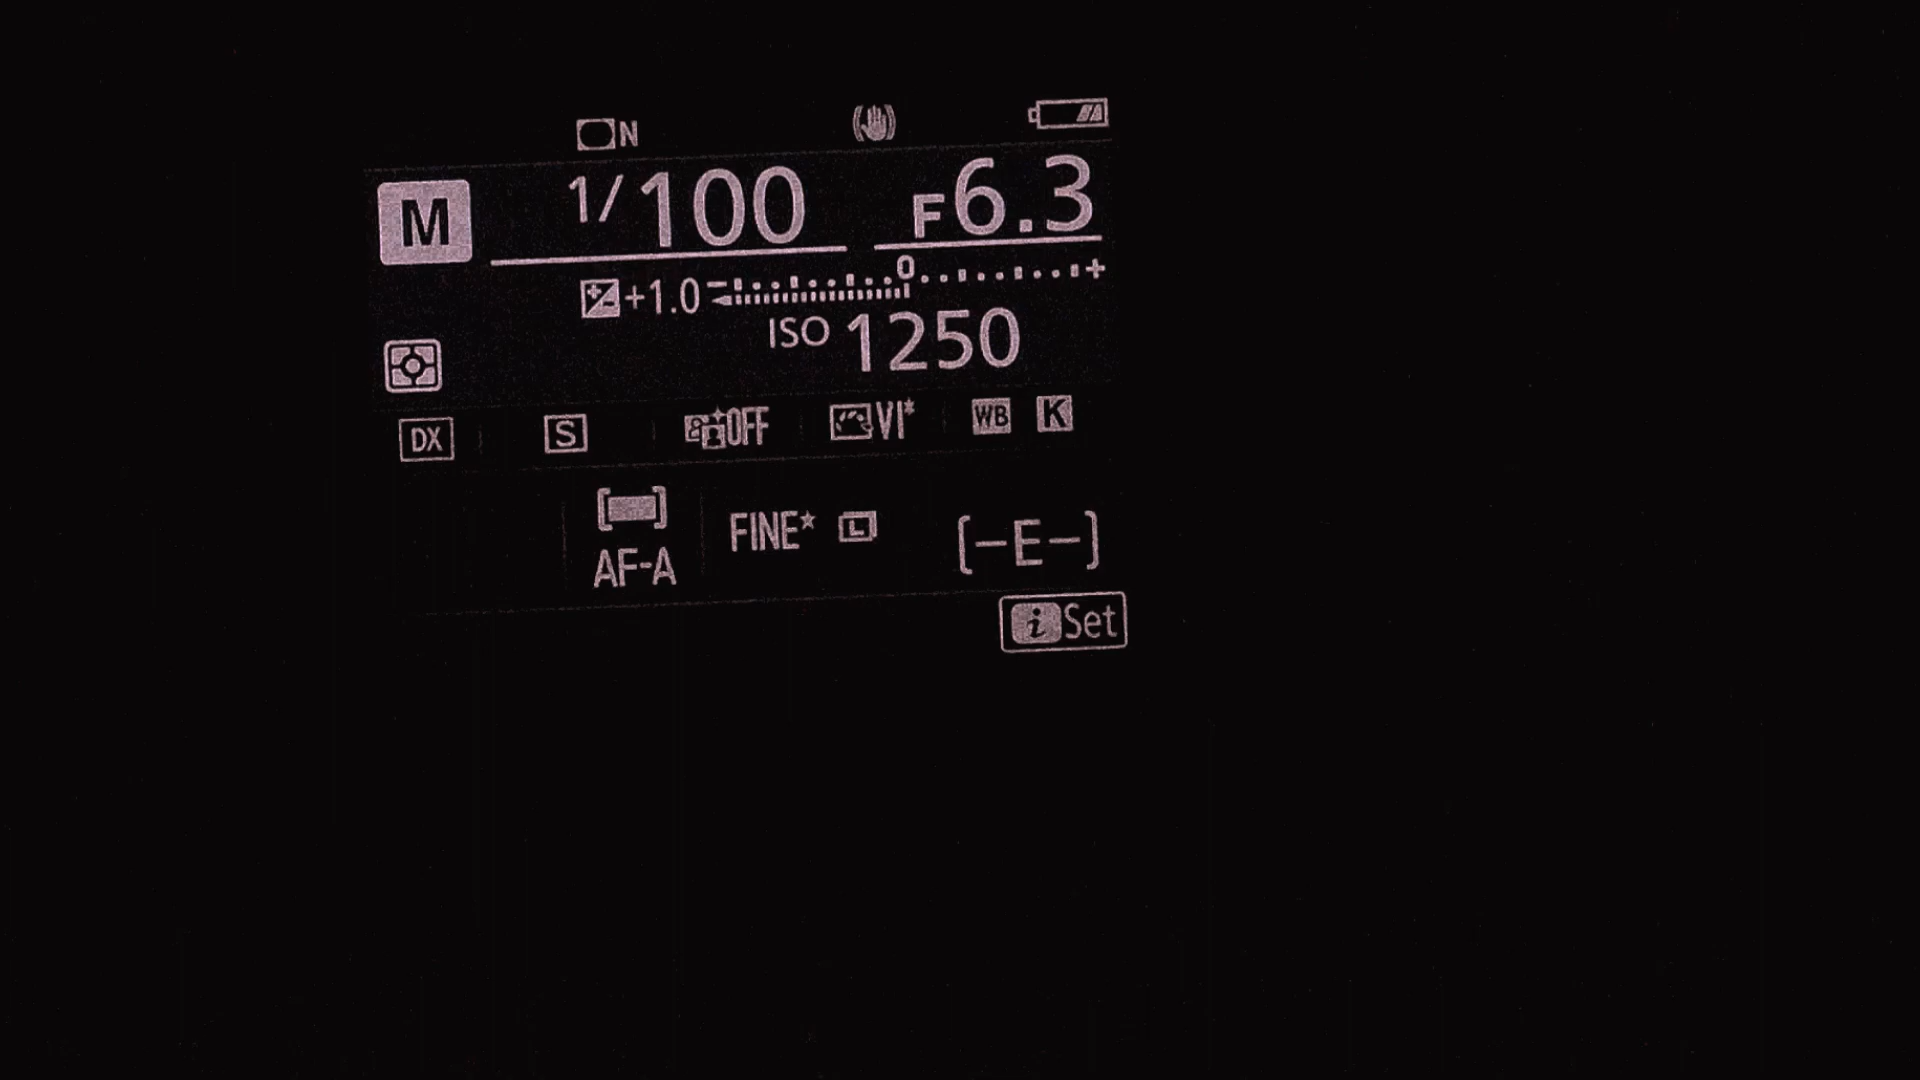 N
M 1/100 F6.3
+1.0 - 0 +
ISO 1250
DX S OFF VI* WB K
AF-A FINE* L [-E-]
i Set